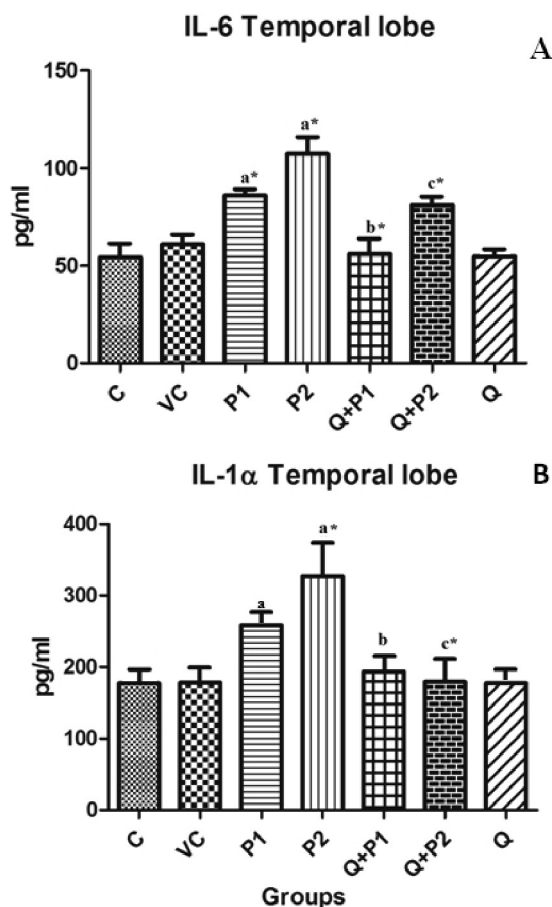 IL-6 Temporal lobe
A
150
100
50
0
pg/ml
a*
a*
b*
c*
C VC P1 P2 Q+P1 Q+P2 Q
IL-1α Temporal lobe
B
400
300
200
100
0
pg/ml
a
a*
b
c*
C VC P1 P2 Q+P1 Q+P2 Q
Groups